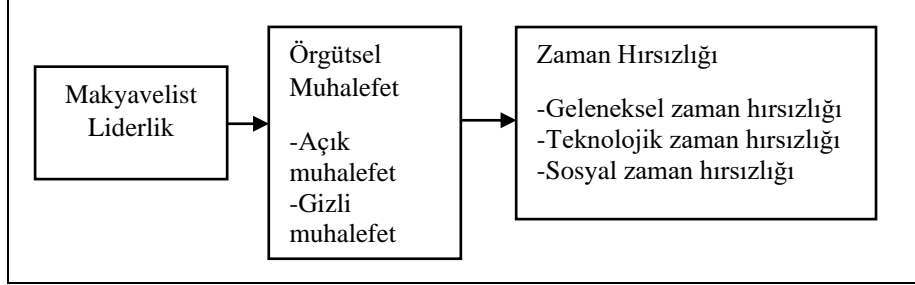 Makyavelist
Liderlik
Örgütsel
Muhalefet
-Açık
muhalefet
-Gizli
muhalefet
Zaman Hırsızlığı
-Geleneksel zaman hırsızlığı
-Teknolojik zaman hırsızlığı
-Sosyal zaman hırsızlığı